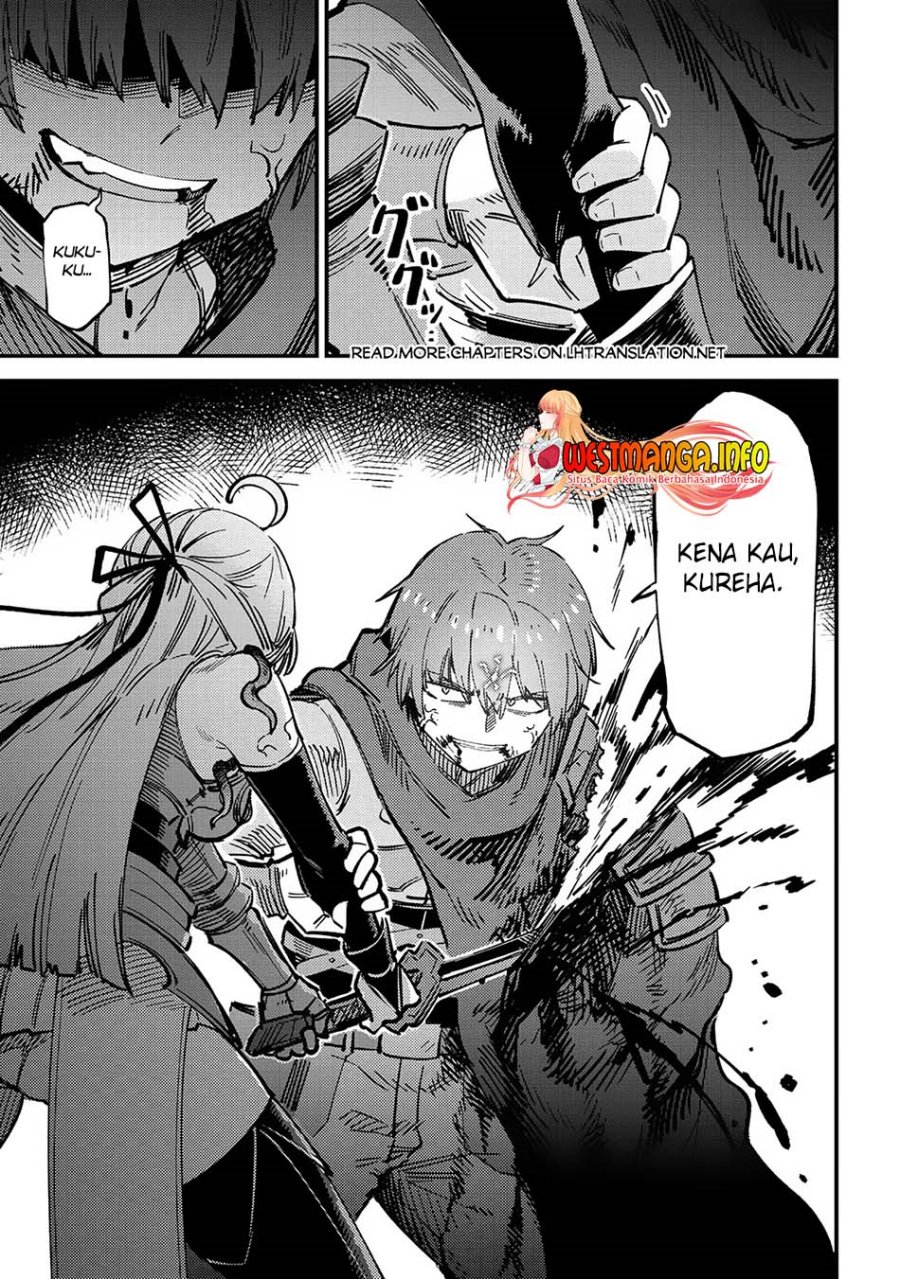 KUKU-
KU...
グググ...
READ MORE CHAPTERS ON LHTRANSLATION.NET
WESTMANGA.INFO
Situs Baca Komik Berbahasa Indonesia
KENA KAU,
KUREHA.